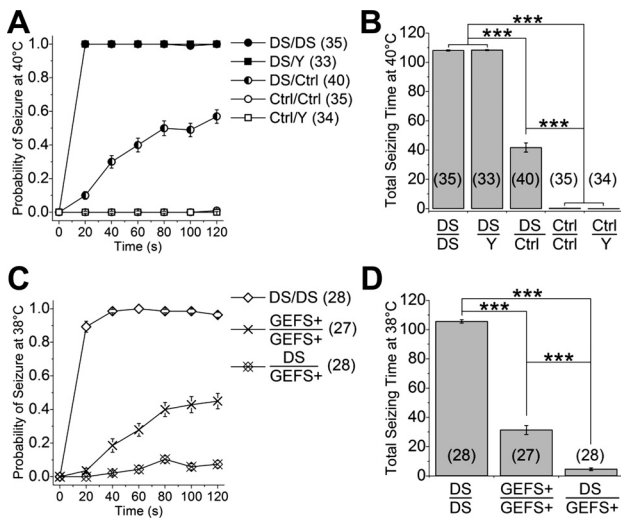 A
Probability of Seizure at 40°C
1.0
0.8
0.6
0.4
0.2
0.0
0 20 40 60 80 100 120
Time (s)
DS/DS (35)
DS/Y (33)
DS/Ctrl (40)
Ctrl/Ctrl (35)
Ctrl/Y (34)
B
Total Seizing Time at 40°C
140
120
100
80
60
40
20
0
***
***
***
(35) (33) (40) (35) (34)
DS DS DS Ctrl Ctrl
DS Y Ctrl Ctrl Y
C
Probability of Seizure at 38°C
1.0
0.8
0.6
0.4
0.2
0.0
0 20 40 60 80 100 120
Time (s)
DS/DS (28)
GEFS+
GEFS+ (27)
DS
GEFS+ (28)
D
Total Seizing Time at 38°C
140
120
100
80
60
40
20
0
***
***
***
(28) (27) (28)
DS GEFS+ DS
DS GEFS+ GEFS+